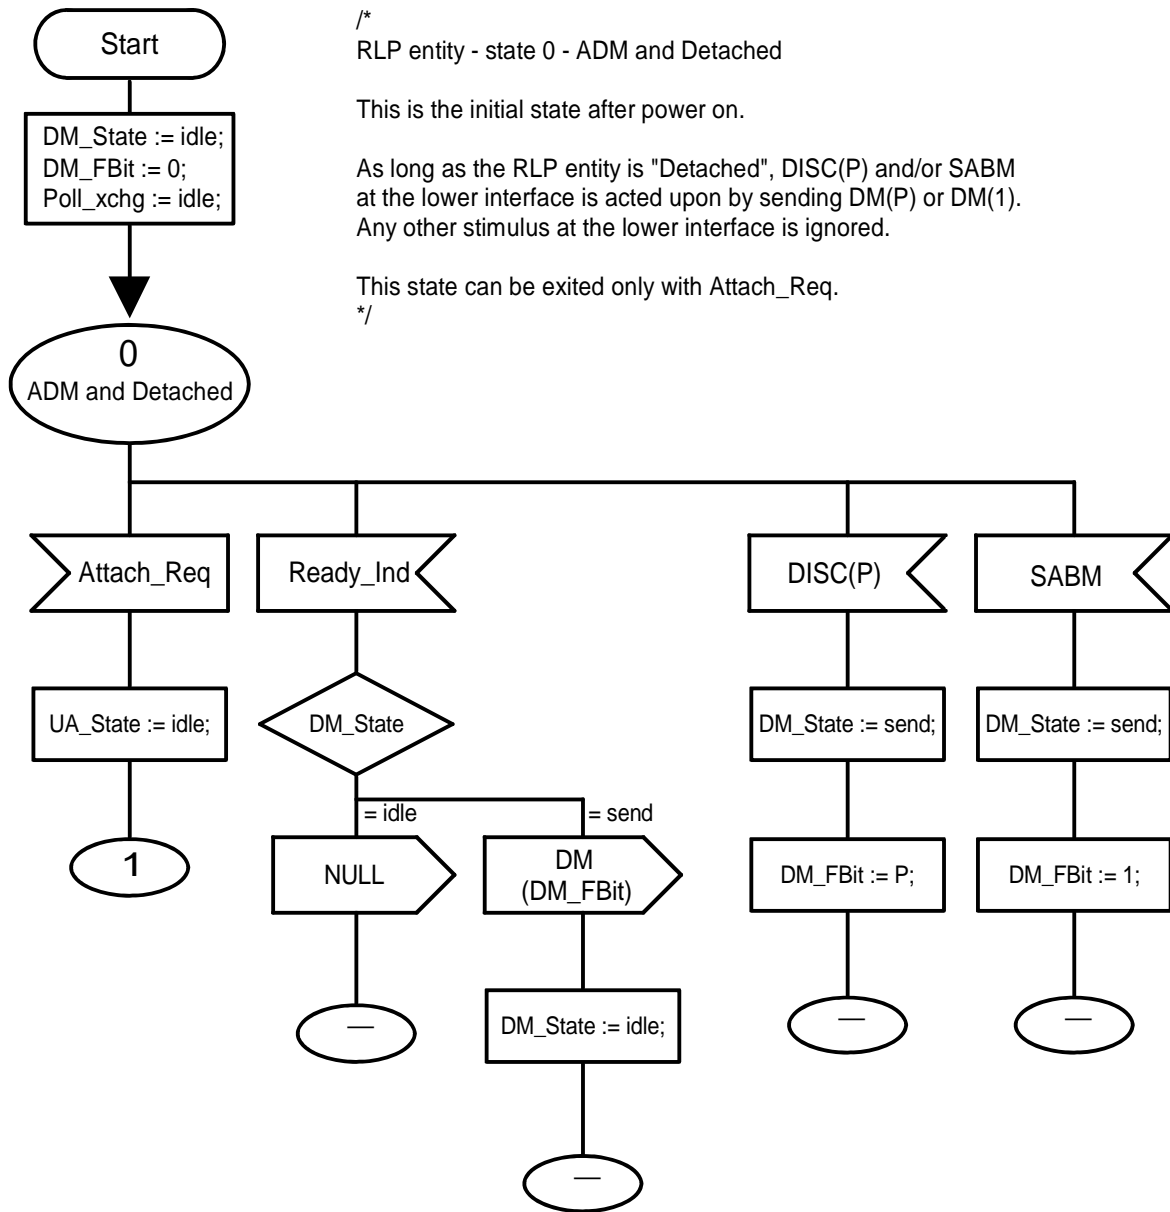 Start
DM_State := idle;
DM_FBit := 0;
Poll_xchg := idle;
/*
RLP entity - state 0 - ADM and Detached
This is the initial state after power on.
As long as the RLP entity is "Detached", DISC(P) and/or SABM
at the lower interface is acted upon by sending DM(P) or DM(1).
Any other stimulus at the lower interface is ignored.
This state can be exited only with Attach_Req.
*/
0
ADM and Detached
Attach_Req
Ready_Ind
DISC(P)
SABM
UA_State := idle;
DM_State
DM_State := send;
DM_State := send;
= idle
= send
1
NULL
DM
(DM_FBit)
DM_FBit := P;
DM_FBit := 1;
—
DM_State := idle;
—
—
—